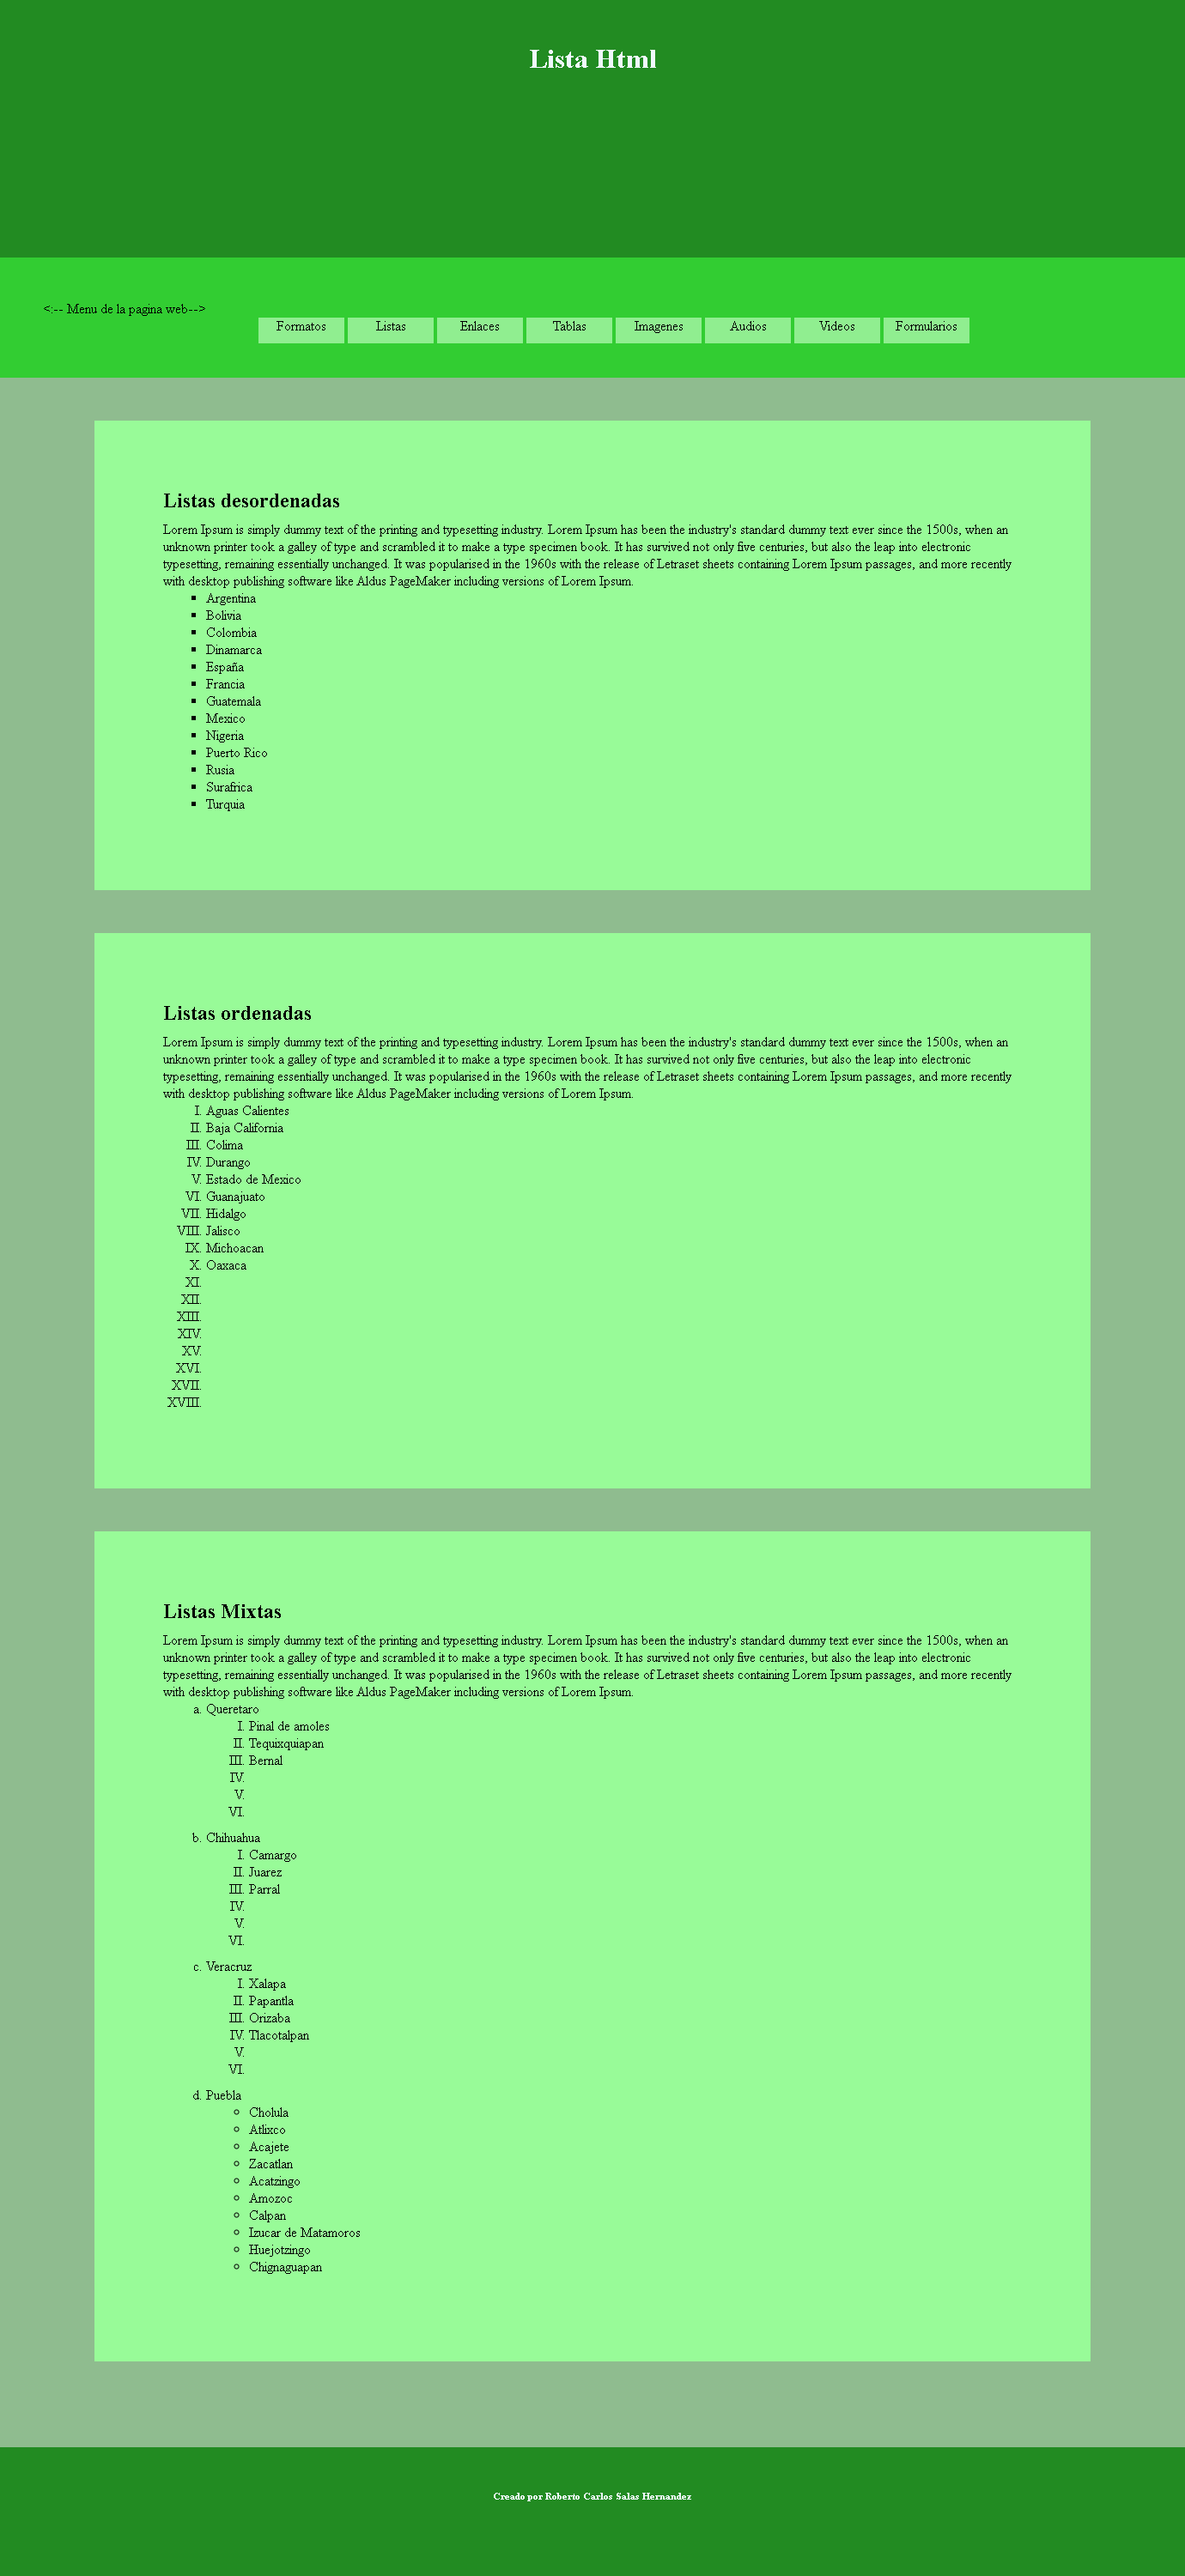 Lista Html
<:-- Menu de la pagina web-->
Formatos Listas Enlaces Tablas Imagenes Audios Videos Formularios
Listas desordenadas
Lorem Ipsum is simply dummy text of the printing and typesetting industry. Lorem Ipsum has been the industry's standard dummy text ever since the 1500s, when an
unknown printer took a galley of type and scrambled it to make a type specimen book. It has survived not only five centuries, but also the leap into electronic
typesetting, remaining essentially unchanged. It was popularised in the 1960s with the release of Letraset sheets containing Lorem Ipsum passages, and more recently
with desktop publishing software like Aldus PageMaker including versions of Lorem Ipsum.
▪ Argentina
▪ Bolivia
▪ Colombia
▪ Dinamarca
▪ España
▪ Francia
▪ Guatemala
▪ Mexico
▪ Nigeria
▪ Puerto Rico
▪ Rusia
▪ Surafrica
▪ Turquia
Listas ordenadas
Lorem Ipsum is simply dummy text of the printing and typesetting industry. Lorem Ipsum has been the industry's standard dummy text ever since the 1500s, when an
unknown printer took a galley of type and scrambled it to make a type specimen book. It has survived not only five centuries, but also the leap into electronic
typesetting, remaining essentially unchanged. It was popularised in the 1960s with the release of Letraset sheets containing Lorem Ipsum passages, and more recently
with desktop publishing software like Aldus PageMaker including versions of Lorem Ipsum.
I. Aguas Calientes
II. Baja California
III. Colima
IV. Durango
V. Estado de Mexico
VI. Guanajuato
VII. Hidalgo
VIII. Jalisco
IX. Michoacan
X. Oaxaca
XI.
XII.
XIII.
XIV.
XV.
XVI.
XVII.
XVIII.
Listas Mixtas
Lorem Ipsum is simply dummy text of the printing and typesetting industry. Lorem Ipsum has been the industry's standard dummy text ever since the 1500s, when an
unknown printer took a galley of type and scrambled it to make a type specimen book. It has survived not only five centuries, but also the leap into electronic
typesetting, remaining essentially unchanged. It was popularised in the 1960s with the release of Letraset sheets containing Lorem Ipsum passages, and more recently
with desktop publishing software like Aldus PageMaker including versions of Lorem Ipsum.
a. Queretaro
I. Pinal de amoles
II. Tequixquiapan
III. Bernal
IV.
V.
VI.
b. Chihuahua
I. Camargo
II. Juarez
III. Parral
IV.
V.
VI.
c. Veracruz
I. Xalapa
II. Papantla
III. Orizaba
IV. Tlacotalpan
V.
VI.
d. Puebla
◦ Cholula
◦ Atlixco
◦ Acajete
◦ Zacatlan
◦ Acatzingo
◦ Amozoc
◦ Calpan
◦ Izucar de Matamoros
◦ Huejotzingo
◦ Chignaguapan
Creado por Roberto Carlos Salas Hernandez